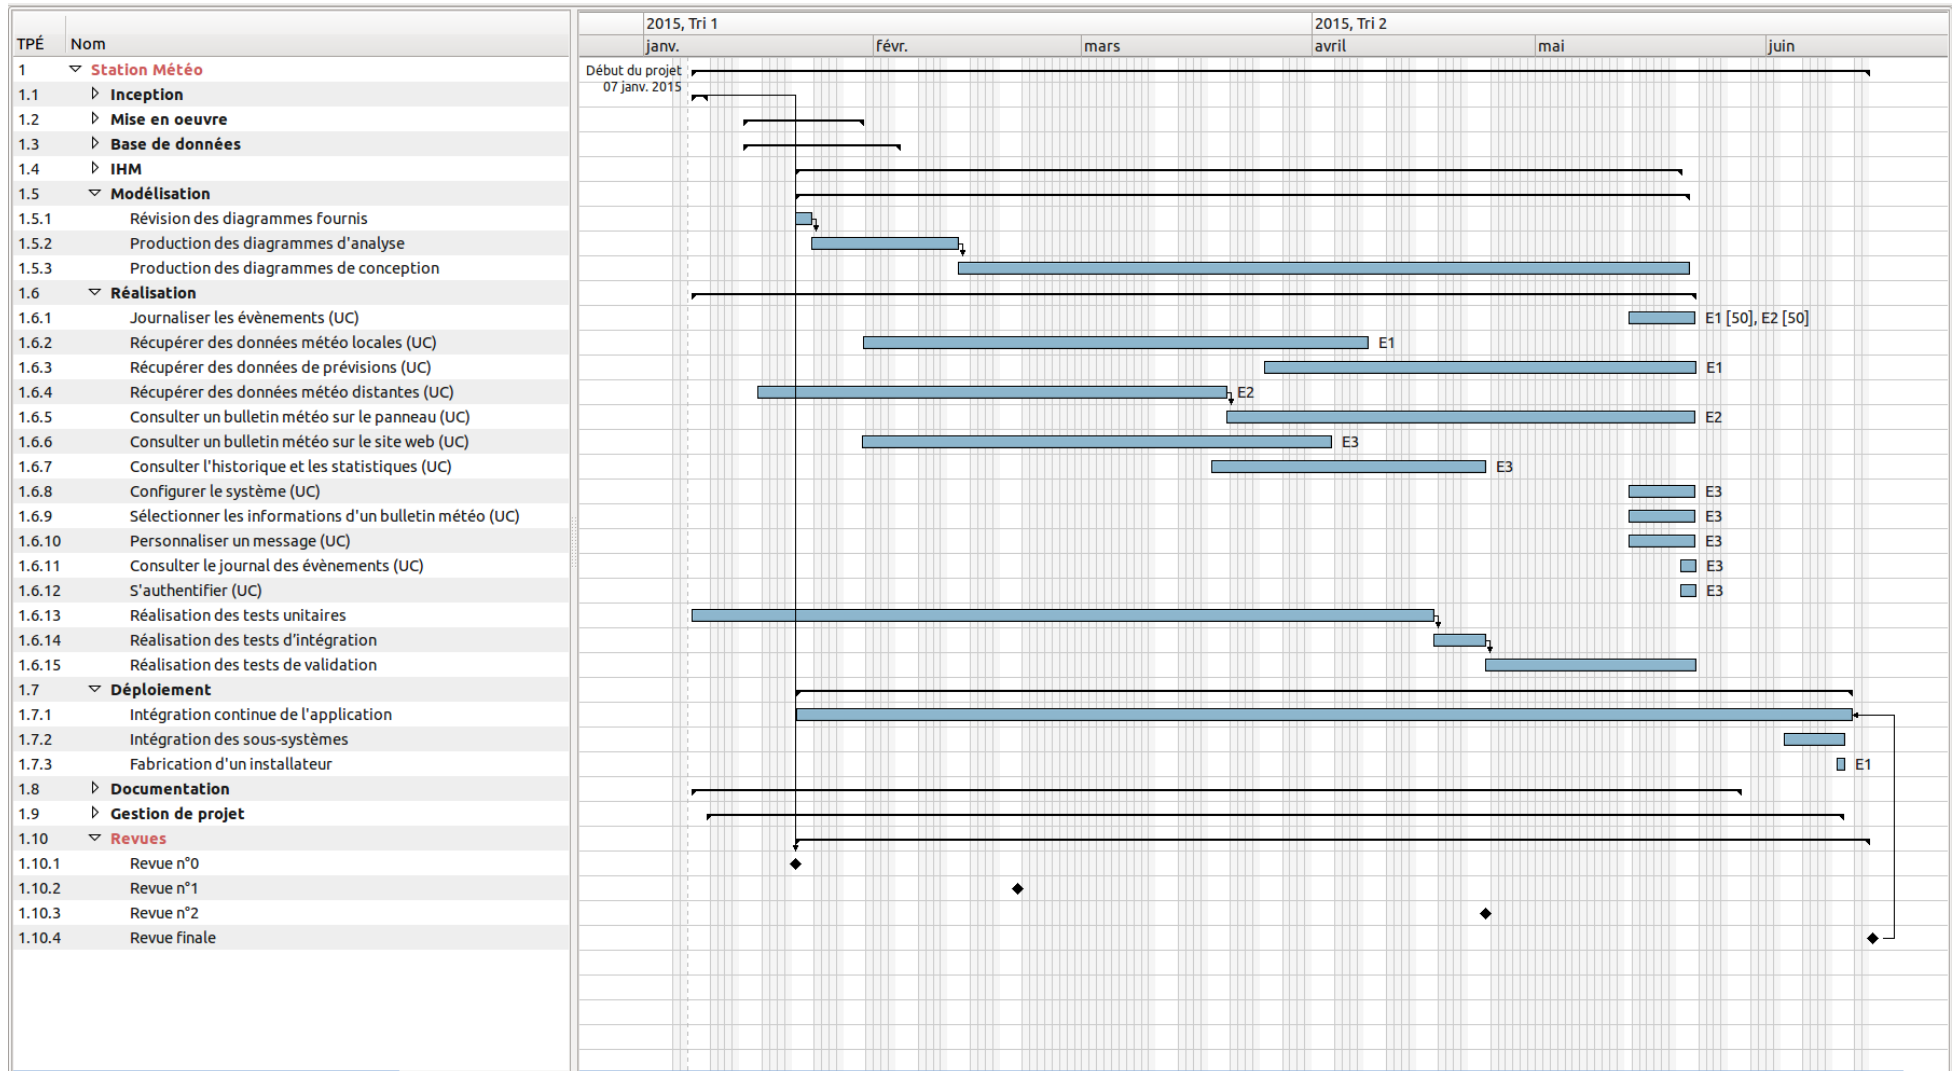 2015, Tri 1 2015, Tri 2
TPÉ Nom janv. févr. mars avril mai juin
1 Station Météo Début du projet
07 janv. 2015
1.1 Inception
1.2 Mise en oeuvre
1.3 Base de données
1.4 IHM
1.5 Modélisation
1.5.1 Révision des diagrammes fournis
1.5.2 Production des diagrammes d'analyse
1.5.3 Production des diagrammes de conception
1.6 Réalisation
1.6.1 Journaliser les évènements (UC) E1 [50], E2 [50]
1.6.2 Récupérer des données météo locales (UC) E1
1.6.3 Récupérer des données de prévisions (UC) E1
1.6.4 Récupérer des données météo distantes (UC) E2
1.6.5 Consulter un bulletin météo sur le panneau (UC) E2
1.6.6 Consulter un bulletin météo sur le site web (UC) E3
1.6.7 Consulter l'historique et les statistiques (UC) E3
1.6.8 Configurer le système (UC) E3
1.6.9 Sélectionner les informations d'un bulletin météo (UC) E3
1.6.10 Personnaliser un message (UC) E3
1.6.11 Consulter le journal des évènements (UC) E3
1.6.12 S'authentifier (UC) E3
1.6.13 Réalisation des tests unitaires
1.6.14 Réalisation des tests d’intégration
1.6.15 Réalisation des tests de validation
1.7 Déploiement
1.7.1 Intégration continue de l'application
1.7.2 Intégration des sous-systèmes
1.7.3 Fabrication d'un installateur E1
1.8 Documentation
1.9 Gestion de projet
1.10 Revues
1.10.1 Revue n°0
1.10.2 Revue n°1
1.10.3 Revue n°2
1.10.4 Revue finale